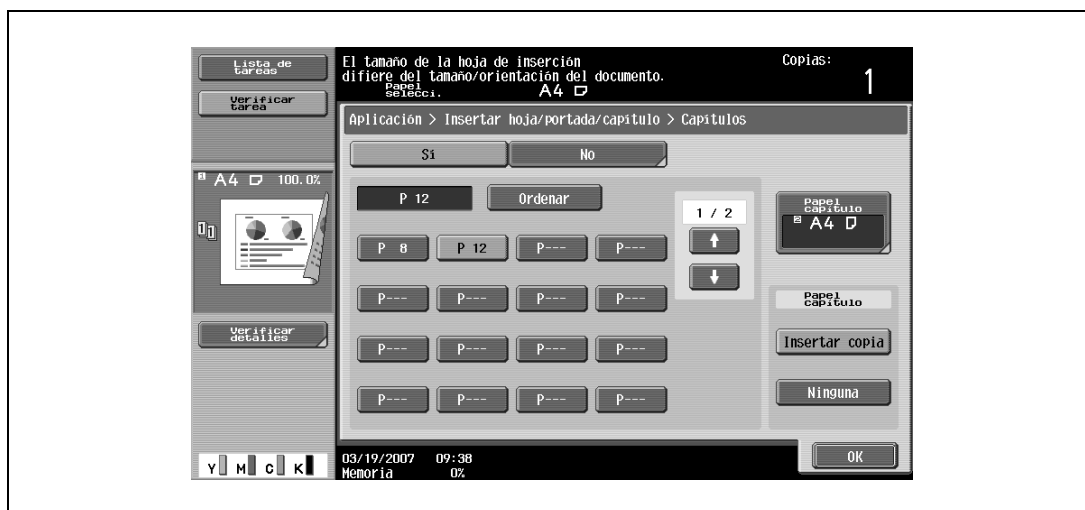 Lista de
tareas
Verificar
tarea
El tamaño de la hoja de inserción
difiere del tamaño/orientación del documento.
Papel
selecci.
A4
Copias:
1
Aplicación > Insertar hoja/portada/capítulo > Capítulos
Sí
No
A4 100.0%
P 12
Ordenar
1 / 2
Papel
capítulo
A4
P 8
P 12
P---
P---
P---
P---
P---
P---
P---
P---
P---
P---
P---
P---
P---
P---
Papel
capítulo
Insertar copia
Ninguna
Verificar
detalles
Y M C K
03/19/2007 09:38
Memoria 0%
OK